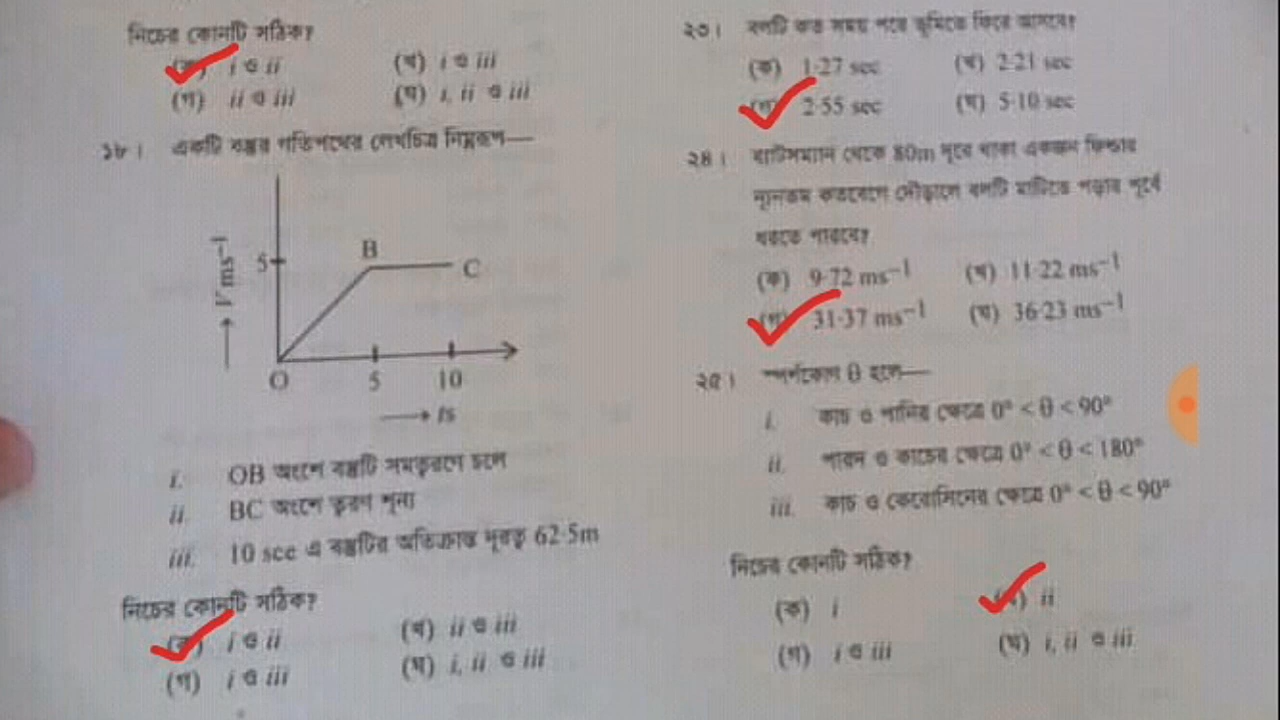 নিচের কোনটি সঠিক?
i ও ii
(খ) i ও iii
(গ) ii ও iii
(ঘ) i, ii ও iii
১৮। একটি বস্তুর গতিপথের লেখচিত্র নিম্নরূপ—
V ms⁻¹
5
B
C
O 5 10
ts
i. OB অংশে বস্তুটি সমত্বরণে চলে
ii. BC অংশে ত্বরণ শূন্য
iii. 10 sec এ বস্তুটির অতিক্রান্ত দূরত্ব 62·5m
নিচের কোনটি সঠিক?
i ও ii
(খ) ii ও iii
(গ) i ও iii
(ঘ) i, ii ও iii
২৩। বলটি কত সময় পরে ভূমিতে ফিরে আসবে?
(ক) 1·27 sec
(খ) 2·21 sec
(গ) 2·55 sec
(ঘ) 5·10 sec
২৪। ব্যাটসম্যান থেকে 80m দূরে থাকা একজন ফিল্ডার
ন্যূনতম কতবেগে দৌড়ালে বলটি মাটিতে পড়ার পূর্বে
ধরতে পারবে?
(ক) 9·72 ms⁻¹
(খ) 11·22 ms⁻¹
(গ) 31·37 ms⁻¹
(ঘ) 36·23 ms⁻¹
২৫। স্পর্শকোণ θ হলে—
i. কাচ ও পানির ক্ষেত্রে 0° < θ < 90°
ii. পারদ ও কাচের ক্ষেত্রে 0° < θ < 180°
iii. কাচ ও কেরোসিনের ক্ষেত্রে 0° < θ < 90°
নিচের কোনটি সঠিক?
(ক) i
ii
(গ) i ও iii
(ঘ) i, ii ও iii